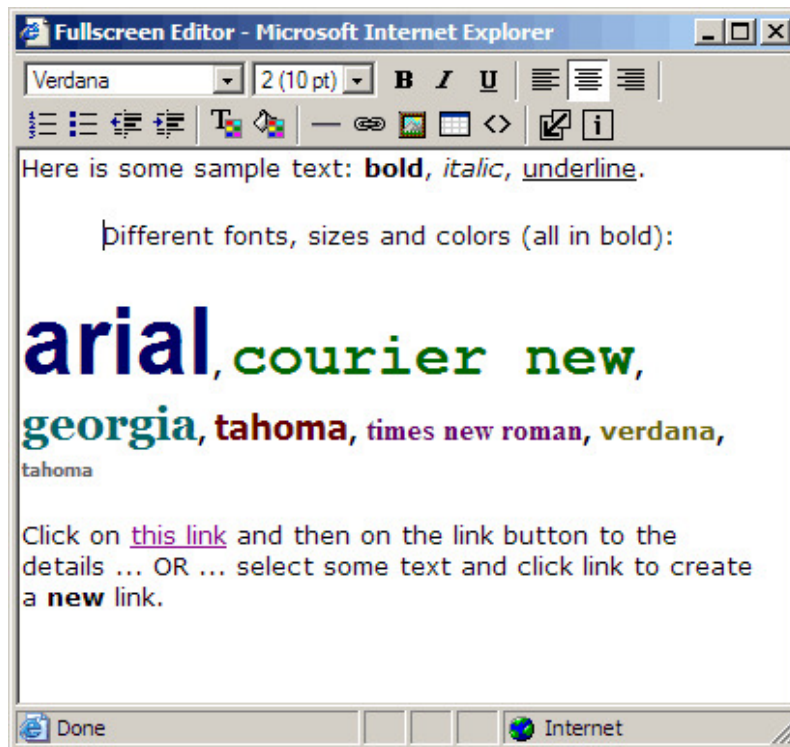 Fullscreen Editor - Microsoft Internet Explorer
Verdana 2 (10 pt) B I U
Here is some sample text: bold, italic, underline.
Different fonts, sizes and colors (all in bold):
arial, courier new,
georgia, tahoma, times new roman, verdana,
tahoma
Click on this link and then on the link button to the
details ... OR ... select some text and click link to create
a new link.
Done Internet